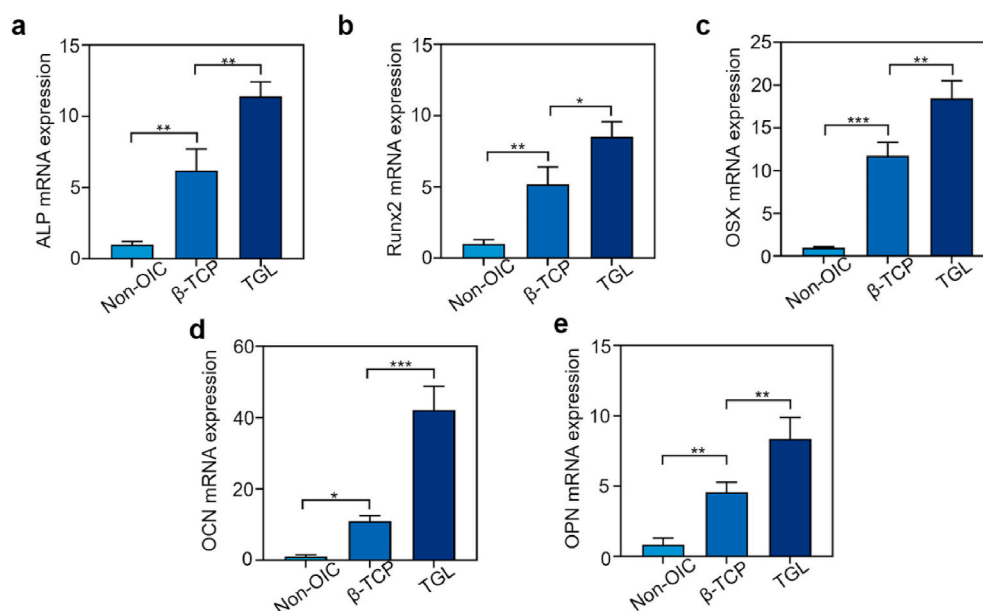 a
ALP mRNA expression
15
10
5
0
**
**
Non-OIC
β-TCP
TGL
b
Runx2 mRNA expression
15
10
5
0
**
*
Non-OIC
β-TCP
TGL
c
OSX mRNA expression
25
20
15
10
5
0
***
**
Non-OIC
β-TCP
TGL
d
OCN mRNA expression
60
40
20
0
*
***
Non-OIC
β-TCP
TGL
e
OPN mRNA expression
15
10
5
0
**
**
Non-OIC
β-TCP
TGL